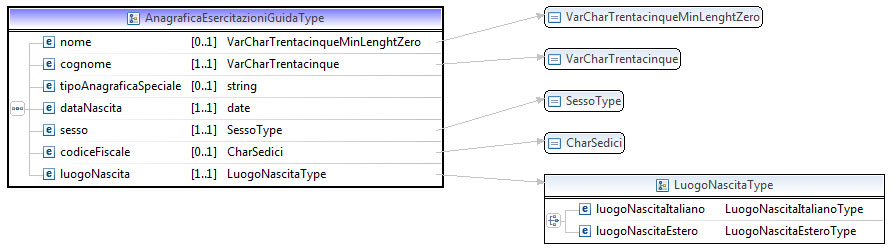 AnagraficaEsercitazioniGuidaType
e nome [0..1] VarCharTrentacinqueMinLenghtZero
e cognome [1..1] VarCharTrentacinque
e tipoAnagraficaSpeciale [0..1] string
e dataNascita [1..1] date
e sesso [1..1] SessoType
e codiceFiscale [0..1] CharSedici
e luogoNascita [1..1] LuogoNascitaType
VarCharTrentacinqueMinLenghtZero
VarCharTrentacinque
SessoType
CharSedici
LuogoNascitaType
e luogoNascitaItaliano LuogoNascitaItalianoType
e luogoNascitaEstero LuogoNascitaEsteroType